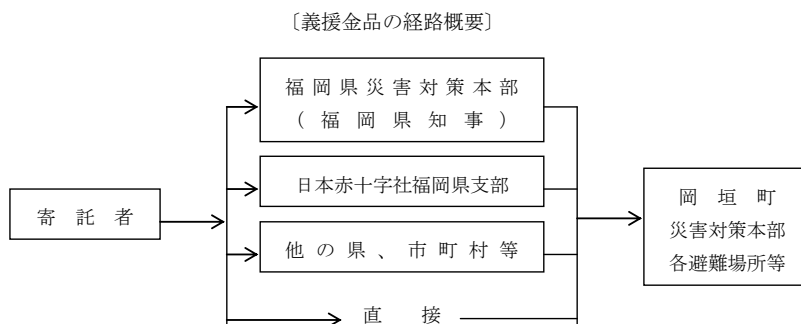 〔義援金品の経路概要〕
福岡県災害対策本部
(福岡県知事)
日本赤十字社福岡県支部
寄託者
他の県、市町村等
直接
岡垣町
災害対策本部
各避難場所等